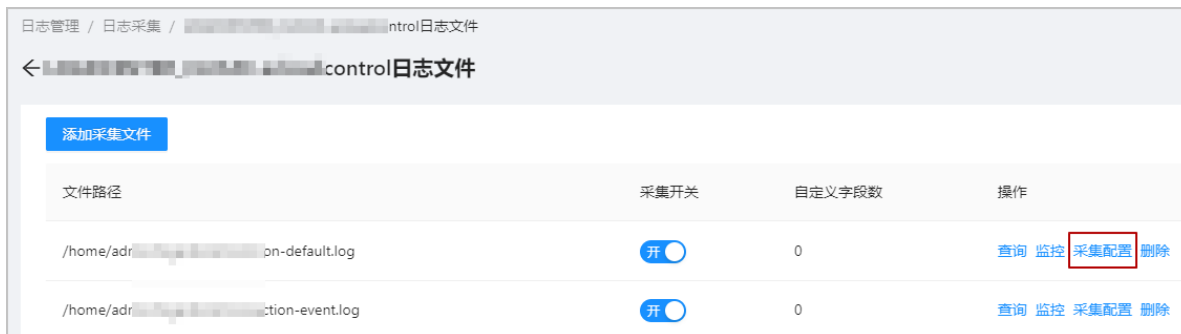 日志管理 / 日志采集 / ntrol日志文件
← control日志文件
添加采集文件
文件路径 采集开关 自定义字段数 操作
/home/adr on-default.log 开 0 查询 监控 采集配置 删除
/home/adr ction-event.log 开 0 查询 监控 采集配置 删除